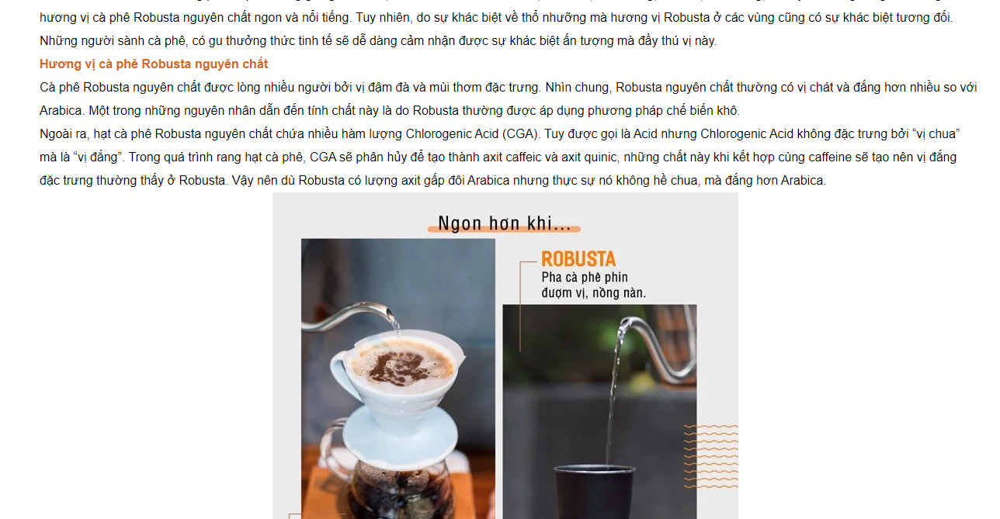 hương vị cà phê Robusta nguyên chất ngon và nổi tiếng. Tuy nhiên, do sự khác biệt về thổ nhưỡng mà hương vị Robusta ở các vùng cũng có sự khác biệt tương đối.
Những người sành cà phê, có gu thưởng thức tinh tế sẽ dễ dàng cảm nhận được sự khác biệt ấn tượng mà đầy thú vị này.
Hương vị cà phê Robusta nguyên chất
Cà phê Robusta nguyên chất được lòng nhiều người bởi vị đậm đà và mùi thơm đặc trưng. Nhìn chung, Robusta nguyên chất thường có vị chát và đắng hơn nhiều so với
Arabica. Một trong những nguyên nhân dẫn đến tính chất này là do Robusta thường được áp dụng phương pháp chế biến khô.
Ngoài ra, hạt cà phê Robusta nguyên chất chứa nhiều hàm lượng Chlorogenic Acid (CGA). Tuy được gọi là Acid nhưng Chlorogenic Acid không đặc trưng bởi “vị chua”
mà là “vị đắng”. Trong quá trình rang hạt cà phê, CGA sẽ phân hủy để tạo thành axit caffeic và axit quinic, những chất này khi kết hợp cùng caffeine sẽ tạo nên vị đắng
đặc trưng thường thấy ở Robusta. Vậy nên dù Robusta có lượng axit gấp đôi Arabica nhưng thực sự nó không hề chua, mà đắng hơn Arabica.
Ngon hơn khi...
ROBUSTA
Pha cà phê phin
đượm vị, nồng nàn.